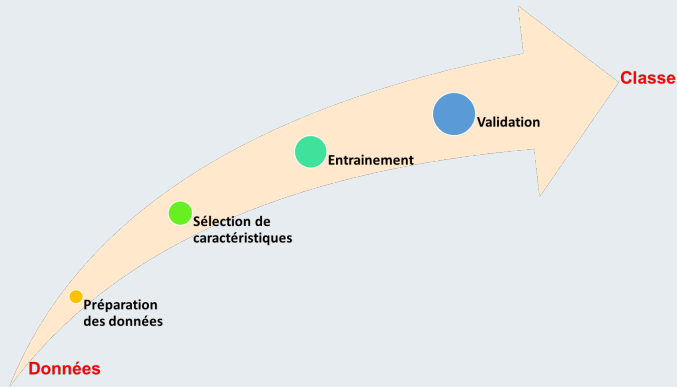 Classe
Validation
Entrainement
Sélection de
caractéristiques
Préparation
des données
Données